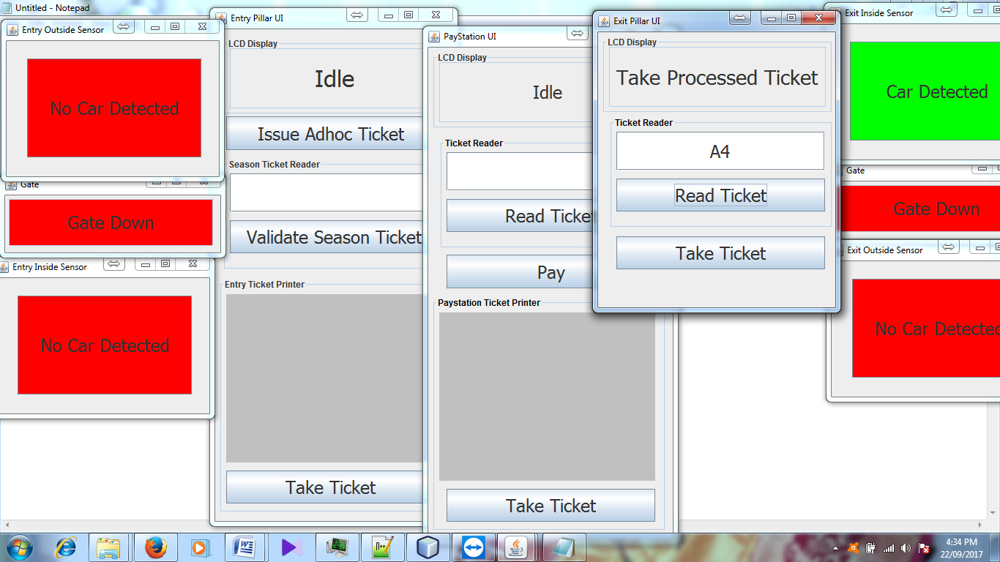 Untitled - Notepad
Entry Outside Sensor
No Car Detected
Gate
Gate Down
Entry Inside Sensor
No Car Detected
Entry Pillar UI
LCD Display
Idle
Issue Adhoc Ticket
Season Ticket Reader
Validate Season Ticket
Entry Ticket Printer
Take Ticket
PayStation UI
LCD Display
Idle
Ticket Reader
Read Ticket
Pay
Paystation Ticket Printer
Take Ticket
Exit Pillar UI
LCD Display
Take Processed Ticket
Ticket Reader
A4
Read Ticket
Take Ticket
Exit Inside Sensor
Car Detected
Gate
Gate Down
Exit Outside Sensor
No Car Detected
4:34 PM
22/09/2017